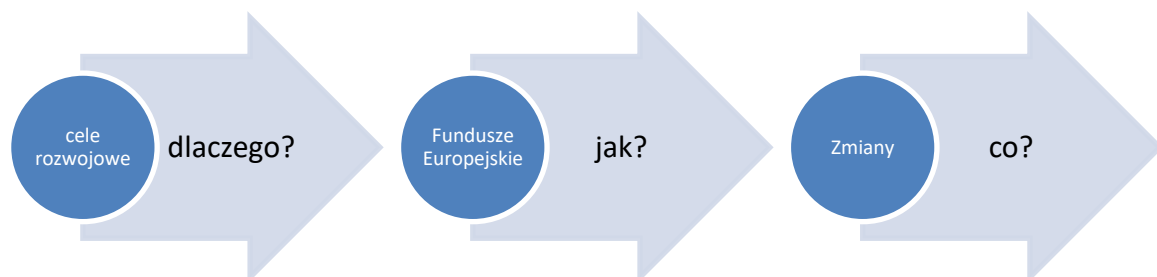 cele
rozwojowe
dlaczego?
Fundusze
Europejskie
jak?
Zmiany
co?